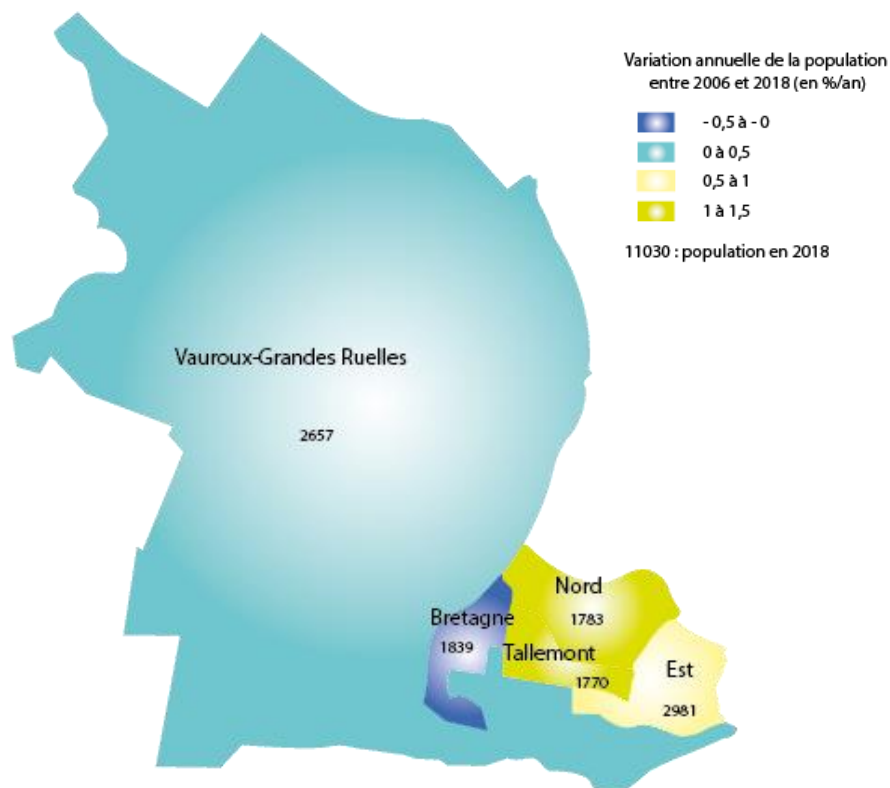 Variation annuelle de la population
entre 2006 et 2018 (en %/an)
- 0,5 à - 0
0 à 0,5
0,5 à 1
1 à 1,5
11030 : population en 2018
Vauroux-Grandes Ruelles
2657
Nord
1783
Bretagne
1839
Tallemont
1770
Est
2981